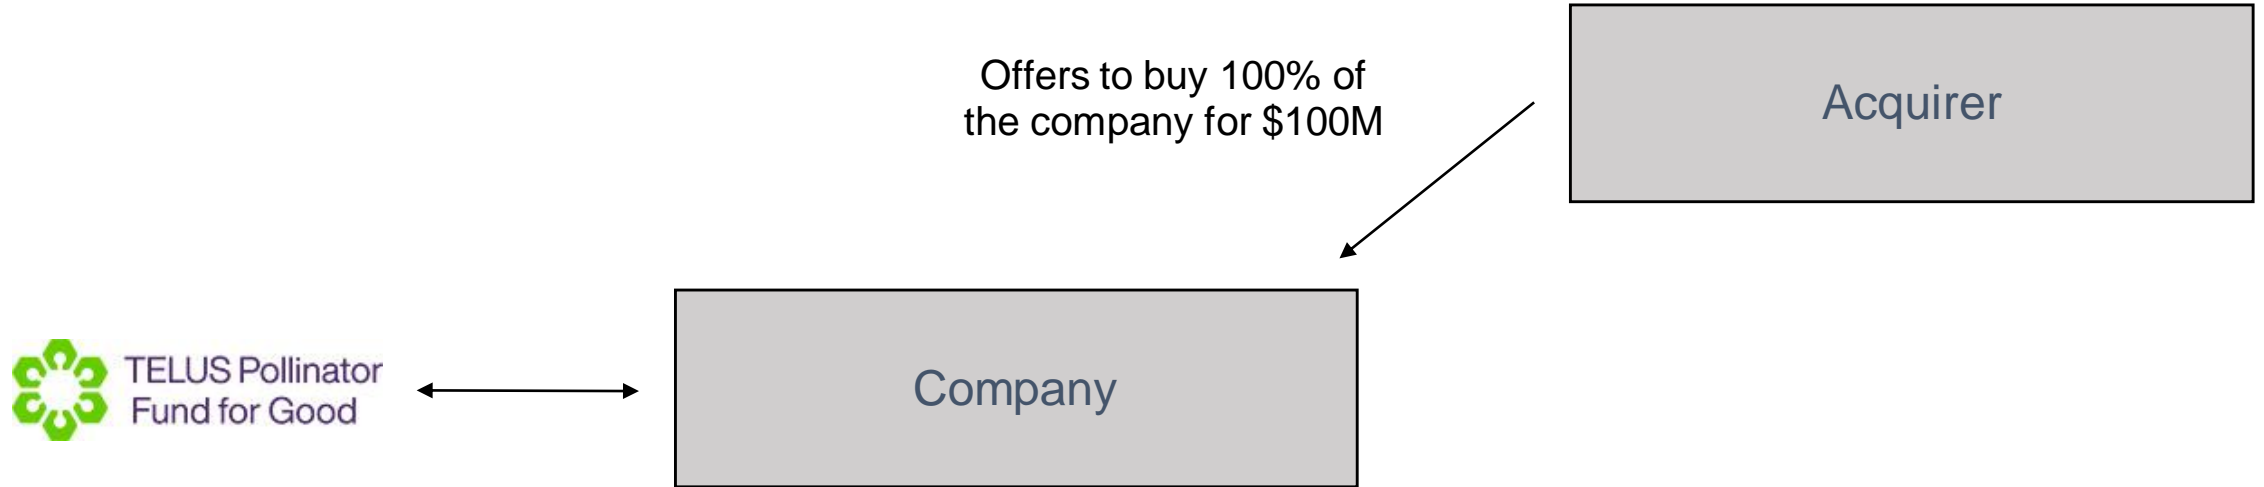 Offers to buy 100% of
the company for $100M
Acquirer
TELUS Pollinator
Fund for Good
Company